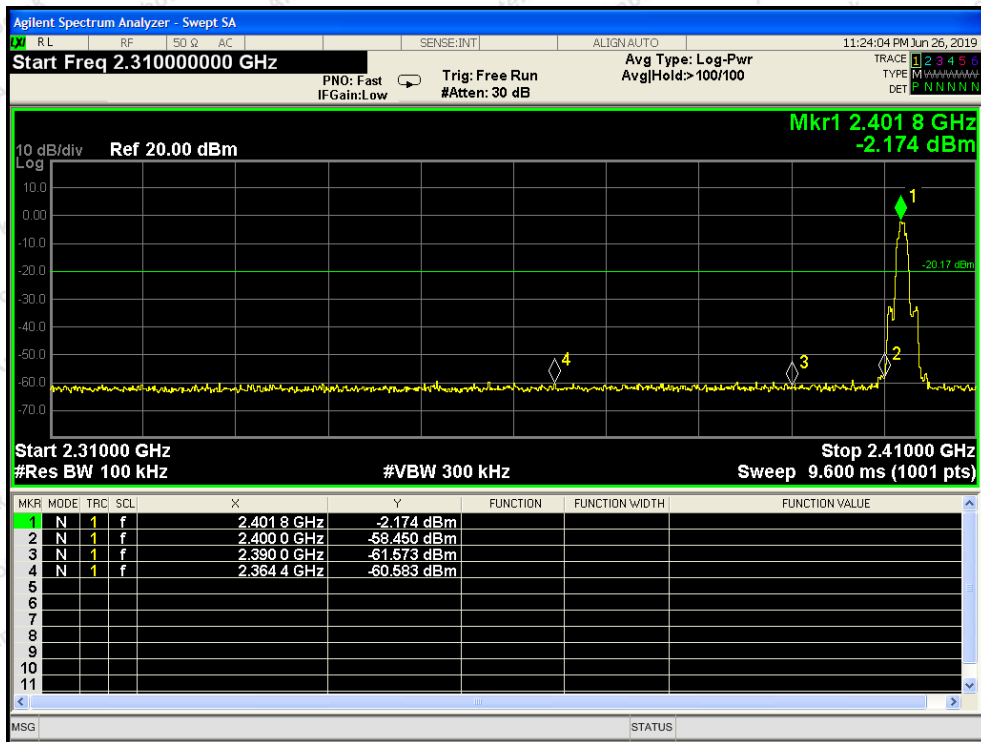 Agilent Spectrum Analyzer - Swept SA
LXI RL RF 50 Ω AC SENSE:INT ALIGN AUTO 11:24:04 PM Jun 26, 2019
Start Freq 2.310000000 GHz
PNO: Fast
IFGain:Low
Trig: Free Run
#Atten: 30 dB
Avg Type: Log-Pwr
Avg|Hold:>100/100
TRACE 1 2 3 4 5 6
TYPE M WWWWW
DET P N N N N N
Mkr1 2.401 8 GHz
-2.174 dBm
10 dB/div Ref 20.00 dBm
Log
10.0
0.00
-10.0
-20.0
-30.0
-40.0
-50.0
-60.0
-70.0
1
-20.17 dBm
2
3
4
Start 2.31000 GHz Stop 2.41000 GHz
#Res BW 100 kHz #VBW 300 kHz Sweep 9.600 ms (1001 pts)
MKR MODE TRC SCL X Y FUNCTION FUNCTION WIDTH FUNCTION VALUE
1 N 1 f 2.401 8 GHz -2.174 dBm
2 N 1 f 2.400 0 GHz -58.450 dBm
3 N 1 f 2.390 0 GHz -61.573 dBm
4 N 1 f 2.364 4 GHz -60.583 dBm
5
6
7
8
9
10
11
MSG STATUS